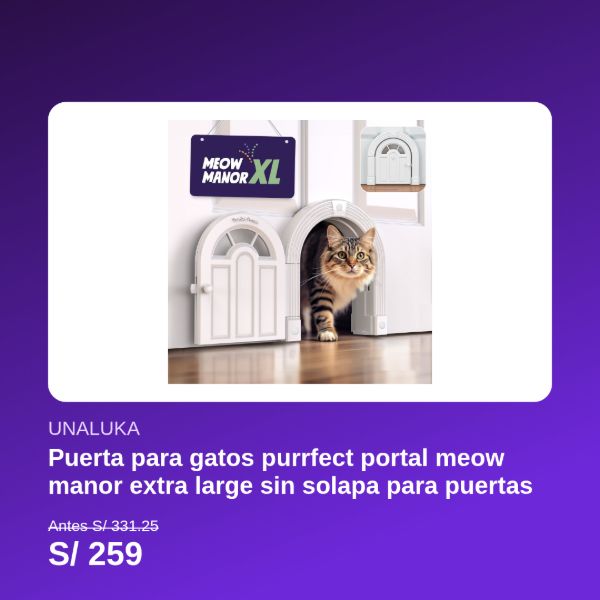 MEOW
MANOR XL
UNALUKA
Puerta para gatos purrfect portal meow
manor extra large sin solapa para puertas
Antes S/ 331.25
S/ 259